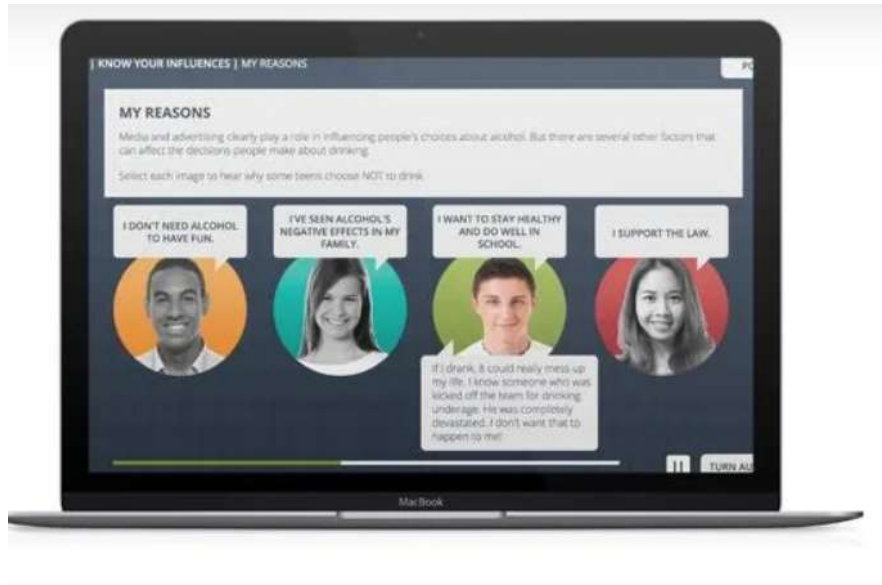 | KNOW YOUR INFLUENCES | MY REASONS
PO
MY REASONS
Media and advertising clearly play a role in influencing people's choices about alcohol. But there are several other factors that
can affect the decisions people make about drinking.
Select each image to hear why some teens choose NOT to drink.
I DON'T NEED ALCOHOL
TO HAVE FUN.
I'VE SEEN ALCOHOL'S
NEGATIVE EFFECTS IN MY
FAMILY.
I WANT TO STAY HEALTHY
AND DO WELL IN
SCHOOL.
I SUPPORT THE LAW.
If I drank, it could really mess up
my life. I know someone who was
kicked off the team for drinking
underage. He was completely
devastated. I don't want that to
happen to me!
TURN AU
MacBook